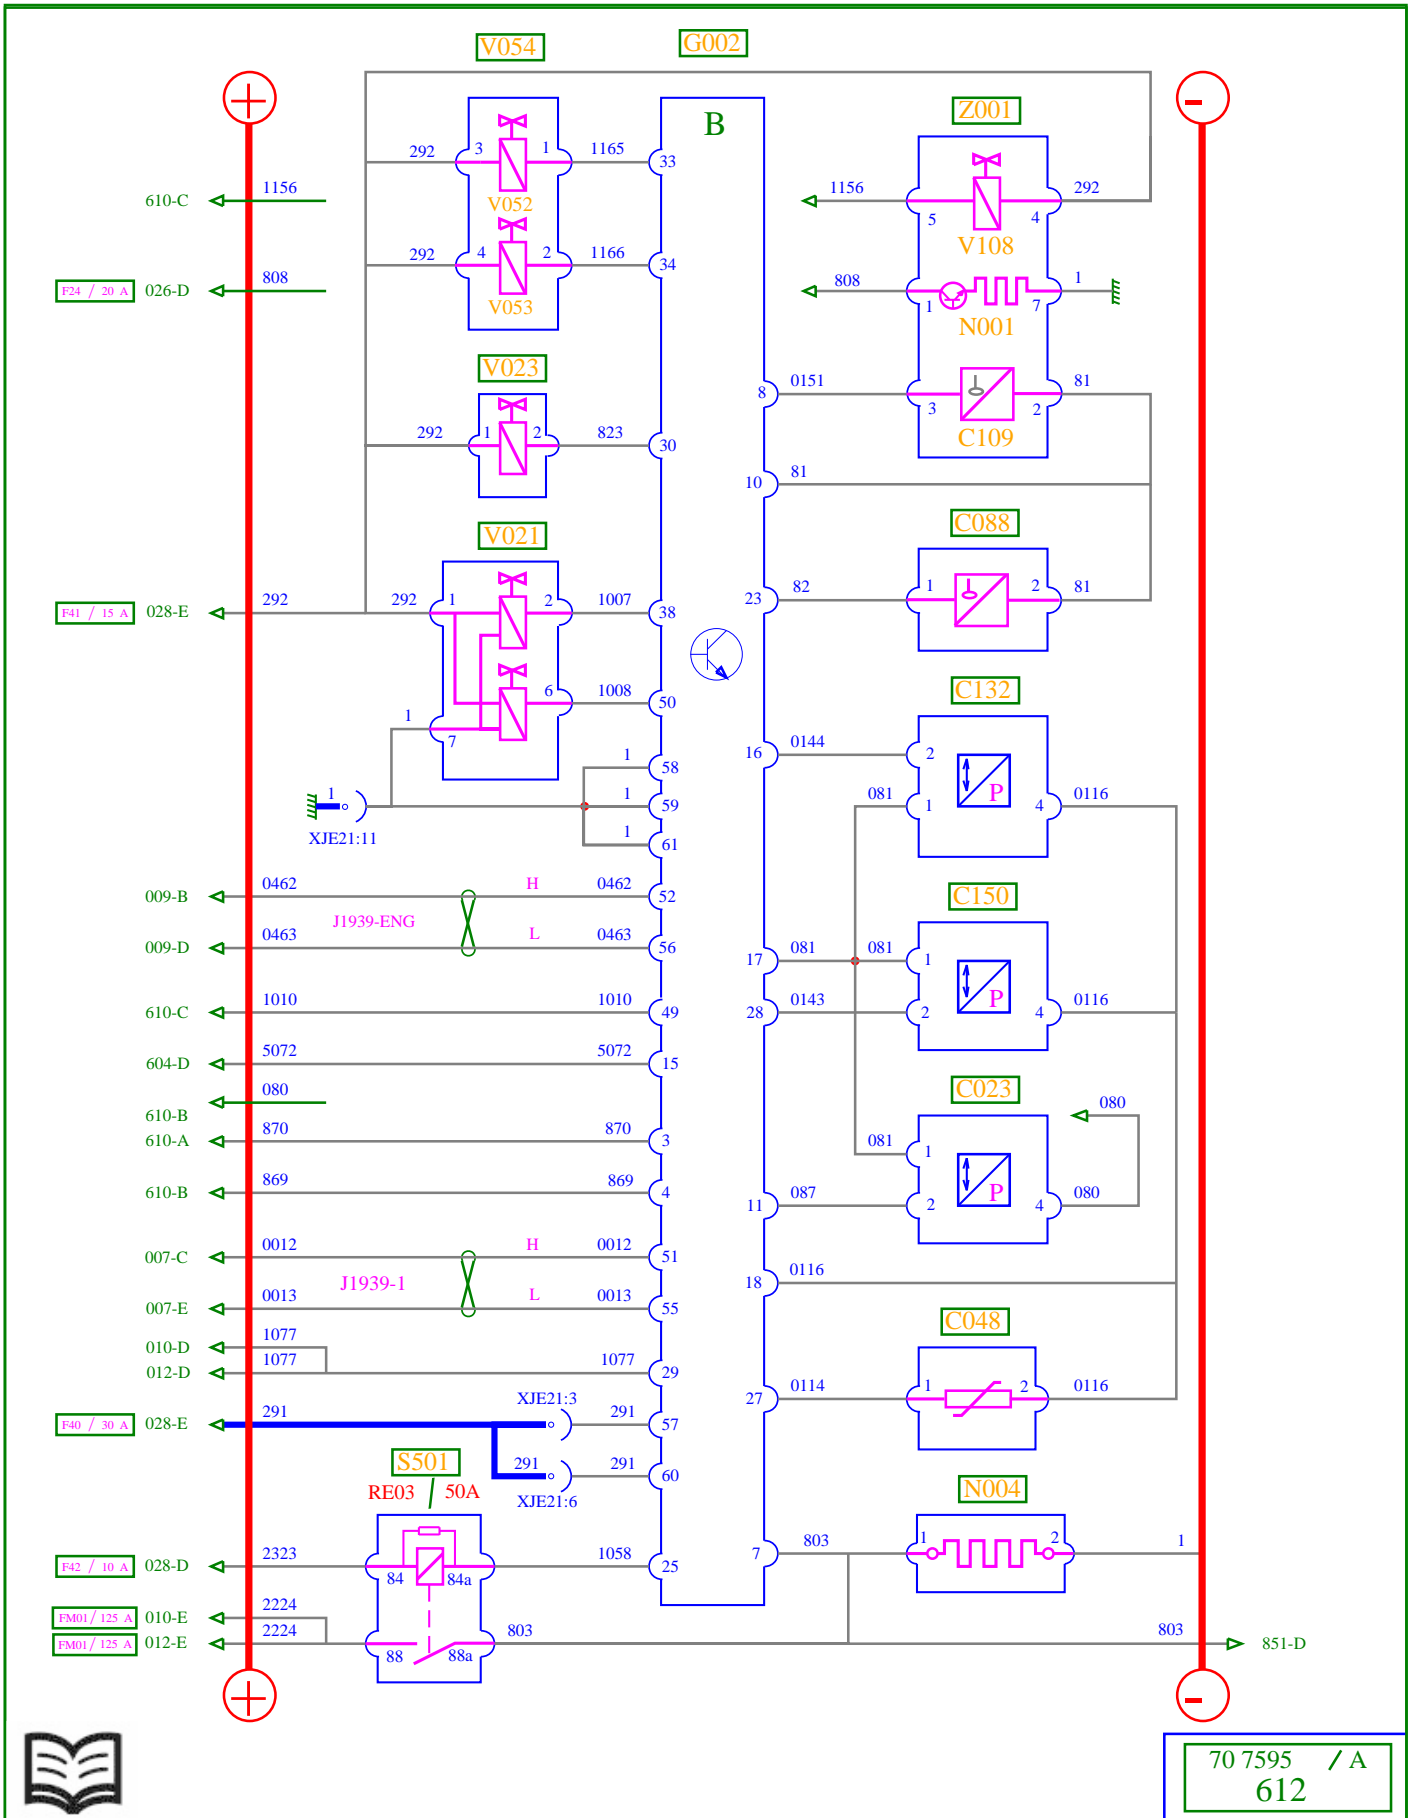 V054 G002
B
Z001
292 3 1 1165 33
V052
610-C 1156
1156 5 4 292
V108
292 4 2 1166 34
V053
F24 / 20 A 026-D 808
808 1 7 1
N001
V023
8 0151 3 2 81
C109
292 1 2 823 30
10 81
C088
V021
F41 / 15 A 028-E 292 292 1 2 1007 38
23 82 1 2 81
C132
6 1008 50
1 7
16 0144 2
1 58
1 1 59
081 1 4 0116
P
XJE21:11
1 61
009-B 0462 H 0462 52
C150
J1939-ENG
009-D 0463 L 0463 56
17 081 081 1
P
610-C 1010 1010 49
28 0143 2 4 0116
604-D 5072 5072 15
C023
080
610-B
080
610-A 870 870 3
081 1
P
610-B 869 869 4
11 087 2 4 080
007-C 0012 H 0012 51
J1939-1
18 0116
007-E 0013 L 0013 55
C048
010-D 1077
012-D 1077 1077 29
27 0114 1 2 0116
XJE21:3
F40 / 30 A 028-E 291 291 57
S501
291 291 60
RE03 50A
XJE21:6
N004
7 803 1 2 1
F42 / 10 A 028-D 2323 84 84a 1058 25
FM01 / 125 A 010-E 2224
FM01 / 125 A 012-E 2224 88 88a 803
803 851-D
70 7595 / A
612